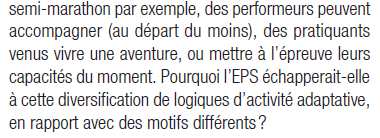 semi-marathon par exemple, des performeurs peuvent
accompagner (au départ du moins), des pratiquants
venus vivre une aventure, ou mettre à l'épreuve leurs
capacités du moment. Pourquoi l'EPS échapperait-elle
à cette diversification de logiques d'activité adaptative,
en rapport avec des motifs différents ?